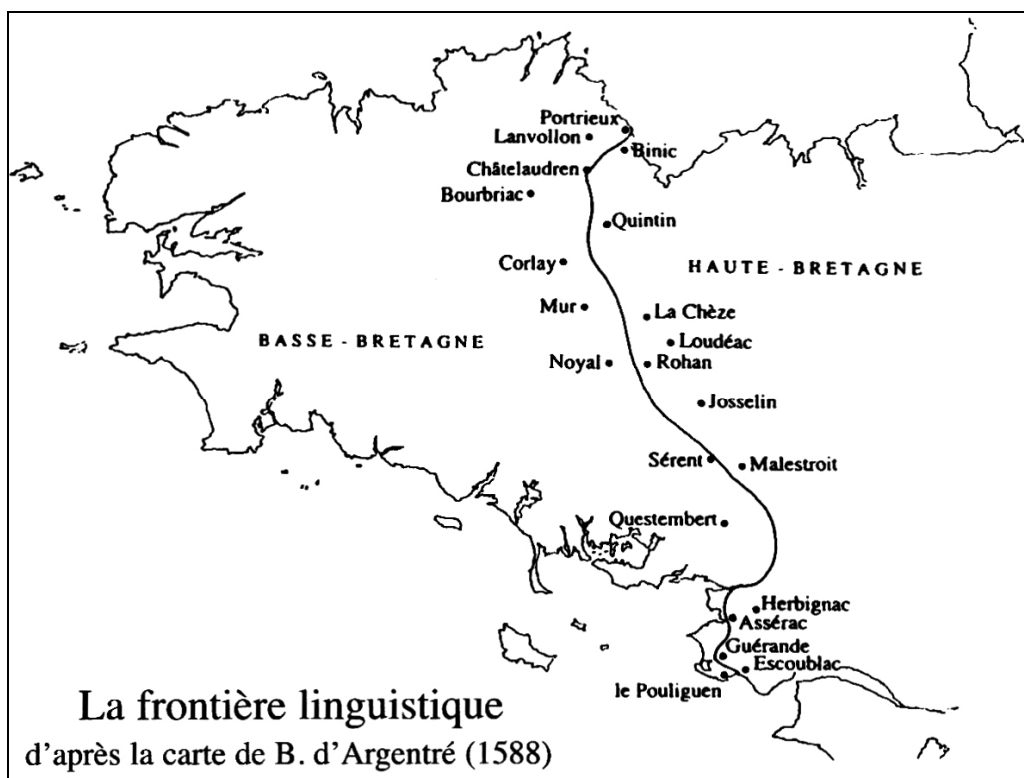 Portrieux
Lanvollon
Binic
Châtelaudren
Bourbriac
Quintin
Corlay
HAUTE - BRETAGNE
Mur
La Chèze
BASSE - BRETAGNE
Loudéac
Noyal
Rohan
Josselin
Sérent
Malestroit
Questembert
Herbignac
Assérac
Guérande
Escoublac
le Pouliguen
La frontière linguistique
d'après la carte de B. d'Argentré (1588)